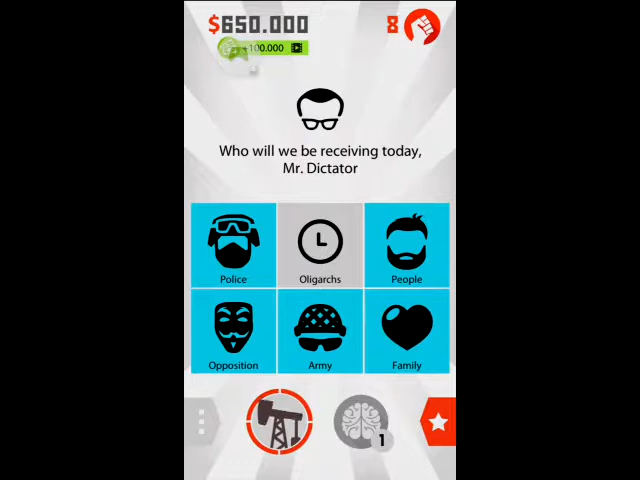 $650.000
8
+100.000
Who will we be receiving today,
Mr. Dictator
Police
Oligarchs
People
Opposition
Army
Family
1